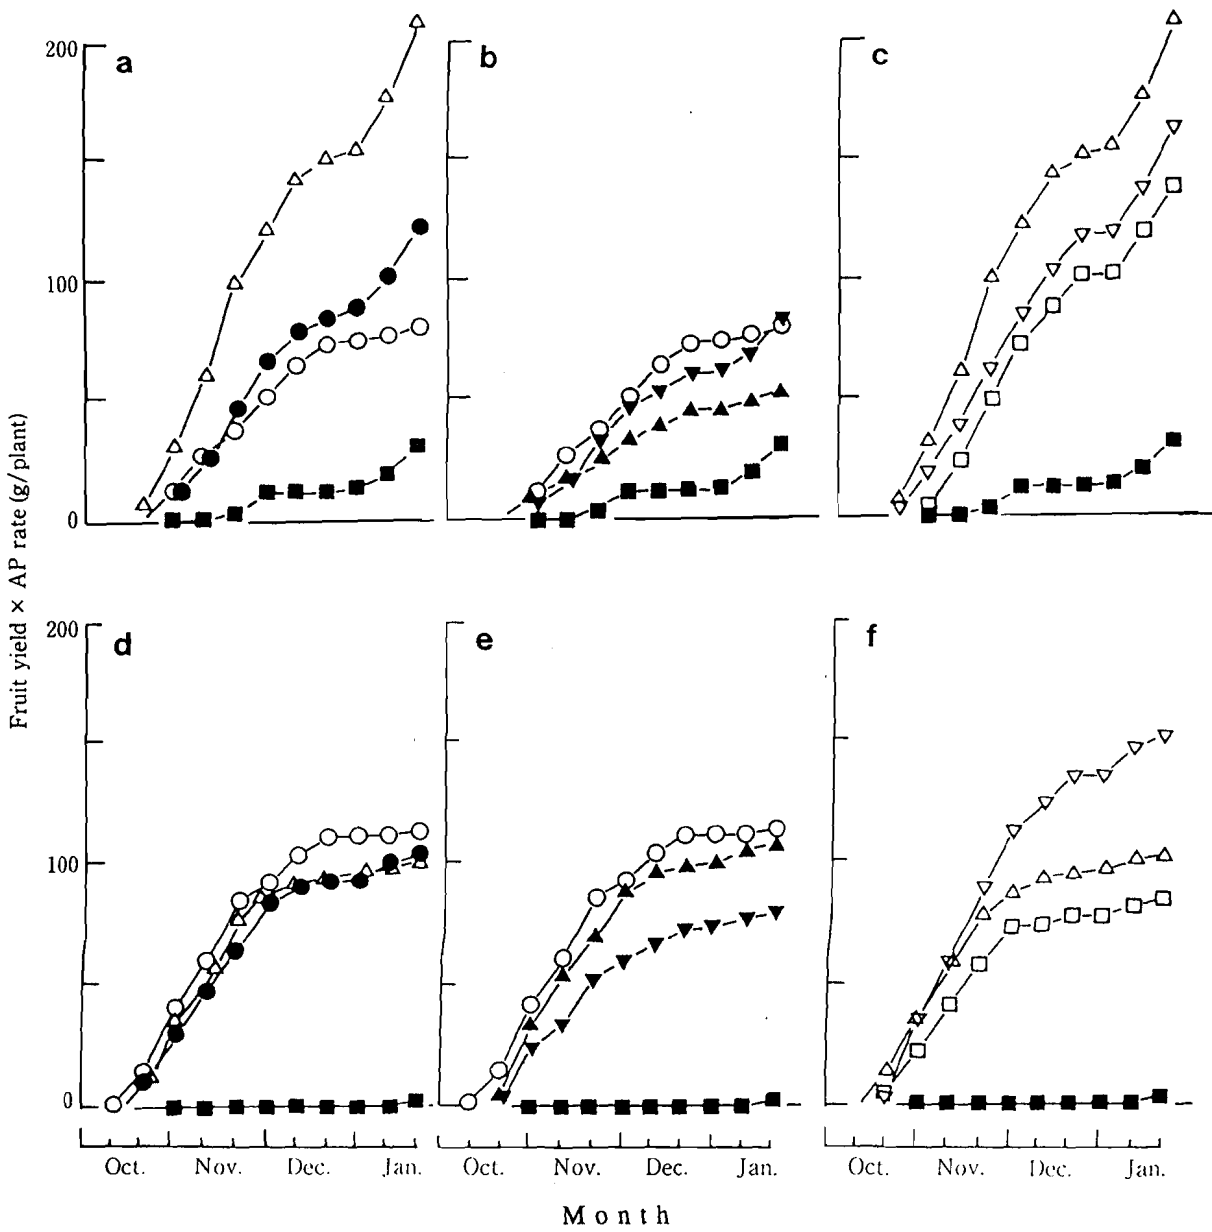 a
b
c
200
100
0
Fruit yield × AP rate (g/plant)
d
e
f
200
100
0
Oct. Nov. Dec. Jan.
Oct. Nov. Dec. Jan.
Oct. Nov. Dec. Jan.
Month